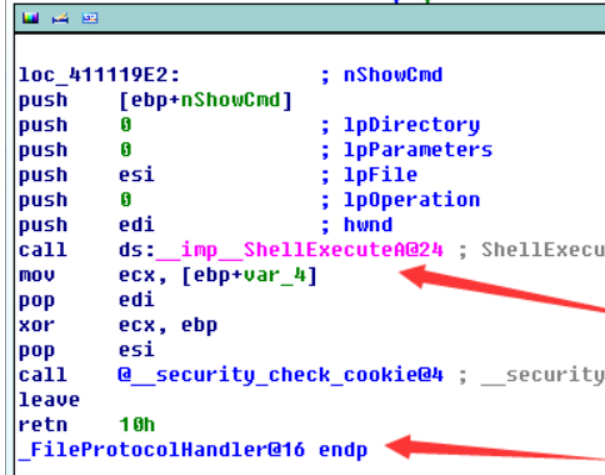 loc_411119E2: ; nShowCmd
push [ebp+nShowCmd]
push 0 ; lpDirectory
push 0 ; lpParameters
push esi ; lpFile
push 0 ; lpOperation
push edi ; hwnd
call ds:__imp__ShellExecuteA@24 ; ShellExecu
mov ecx, [ebp+var_4]
pop edi
xor ecx, ebp
pop esi
call @__security_check_cookie@4 ; __security
leave
retn 10h
_FileProtocolHandler@16 endp